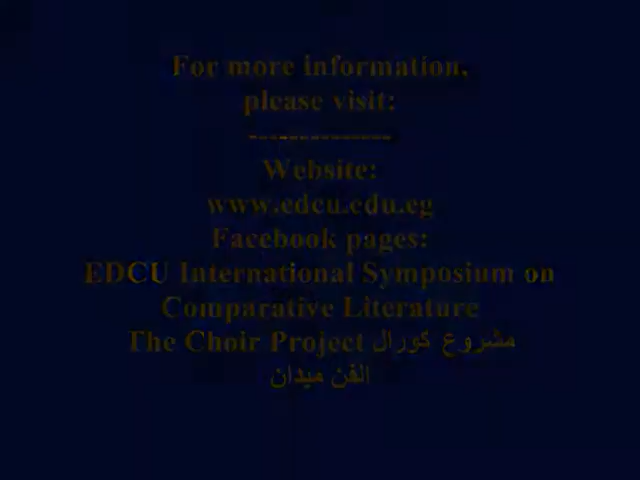 For more information,
please visit:
--------------
Website:
www.edcu.edu.eg
Facebook pages:
EDCU International Symposium on
Comparative Literature
The Choir Project مشروع كورال
الفن ميدان